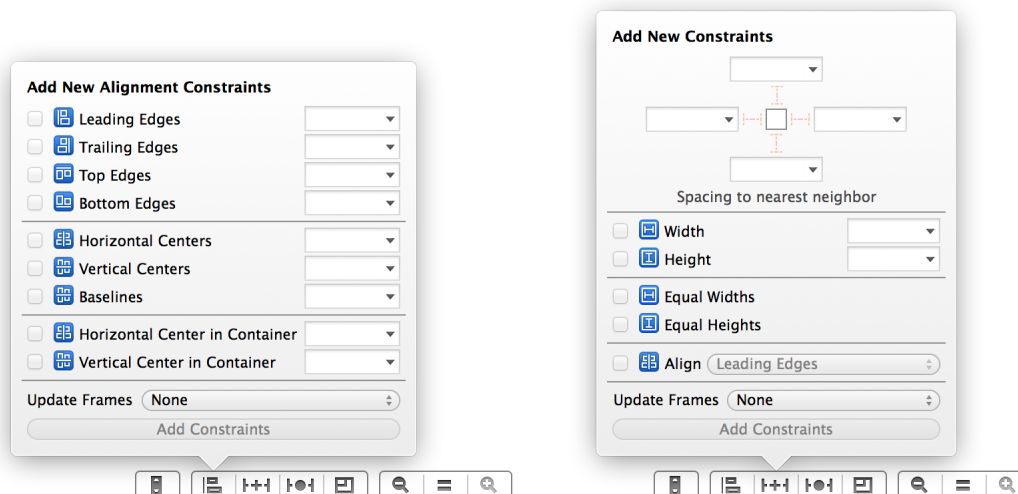 Add New Alignment Constraints
Leading Edges
Trailing Edges
Top Edges
Bottom Edges
Horizontal Centers
Vertical Centers
Baselines
Horizontal Center in Container
Vertical Center in Container
Update Frames None
Add Constraints
Add New Constraints
Spacing to nearest neighbor
Width
Height
Equal Widths
Equal Heights
Align Leading Edges
Update Frames None
Add Constraints